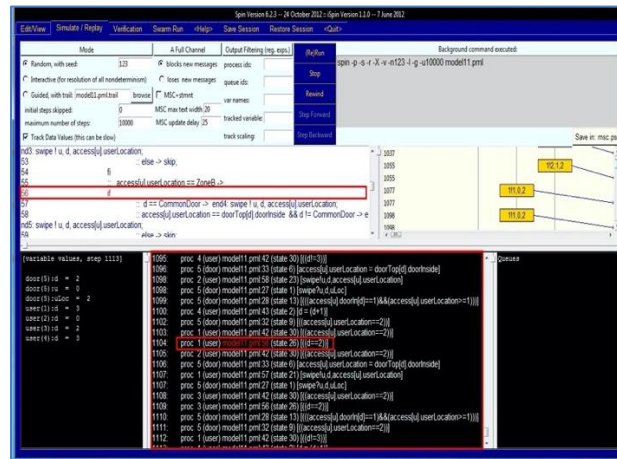 Spin Version 6.2.3 -- 24 October 2012 :: iSpin Version 1.1.0 -- 7 June 2012
Edit/View Simulate / Replay Verification Swarm Run <Help> Save Session Restore Session <Quit>
Mode
A Full Channel
Output Filtering (reg. exps.)
(Re)Run
Background command executed:
Random, with seed: 123
blocks new messages
process ids:
spin -p -s -r -X -v -n123 -l -g -u10000 model11.pml
Interactive (for resolution of all nondeterminism)
loses new messages
queue ids:
Stop
Guided, with trail: model11.pml.trail browse
MSC+stmnt
var names:
Rewind
initial steps skipped: 0
MSC max text width 20
tracked variable:
Step Forward
maximum number of steps: 10000
MSC update delay 25
Track Data Values (this can be slow)
track scaling:
Step Backward
Save in: msc.ps
nd3: swipe ! u, d, access[u].userLocation;
53 :: else -> skip;
54 fi
55 :: access[u].userLocation == ZoneB ->
56 if
57 :: d == CommonDoor -> end4: swipe ! u, d, access[u].userLocation;
58 :: access[u].userLocation == doorTop[d].doorInside && d != CommonDoor -> e
nd5: swipe ! u, d, access[u].userLocation;
59 :: else -> skip;
1037
1055
1055
1077
1087
1098
1098
1!2,1,2
1!1,0,2
1!1,0,2
[variable values, step 1113]
door(5):d = 2
door(5):u = 0
door(5):uLoc = 2
user(1):d = 3
user(2):d = 0
user(3):d = 2
user(4):d = 3
1095: proc 4 (user) model11.pml:42 (state 30) [((d!=3))]
1096: proc 5 (door) model11.pml:33 (state 6) [access[u].userLocation = doorTop[d].doorInside]
1096: proc 2 (user) model11.pml:58 (state 23) [swipe!u,d,access[u].userLocation]
1098: proc 5 (door) model11.pml:27 (state 1) [swipe?u,d,uLoc]
1099: proc 5 (door) model11.pml:28 (state 13) [(((access[u].doorIn[d]==1)&&(access[u].userLocation>=1)))]
1100: proc 4 (user) model11.pml:43 (state 2) [d = (d+1)]
1102: proc 5 (door) model11.pml:32 (state 9) [((access[u].userLocation==2))]
1103: proc 1 (user) model11.pml:42 (state 30) [((access[u].userLocation==2))]
1104: proc 1 (user) model11.pml:56 (state 26) [((d==2))]
1105: proc 2 (user) model11.pml:42 (state 30) [((d!=3))]
1106: proc 5 (door) model11.pml:33 (state 6) [access[u].userLocation = doorTop[d].doorInside]
1106: proc 1 (user) model11.pml:57 (state 21) [swipe!u,d,access[u].userLocation]
1107: proc 5 (door) model11.pml:27 (state 1) [swipe?u,d,uLoc]
1108: proc 3 (user) model11.pml:42 (state 30) [((access[u].userLocation==2))]
1109: proc 3 (user) model11.pml:56 (state 26) [((d==2))]
1110: proc 5 (door) model11.pml:28 (state 13) [(((access[u].doorIn[d]==1)&&(access[u].userLocation>=1)))]
1111: proc 5 (door) model11.pml:32 (state 9) [((access[u].userLocation==2))]
1112: proc 1 (user) model11.pml:42 (state 30) [((d!=3))]
Queues